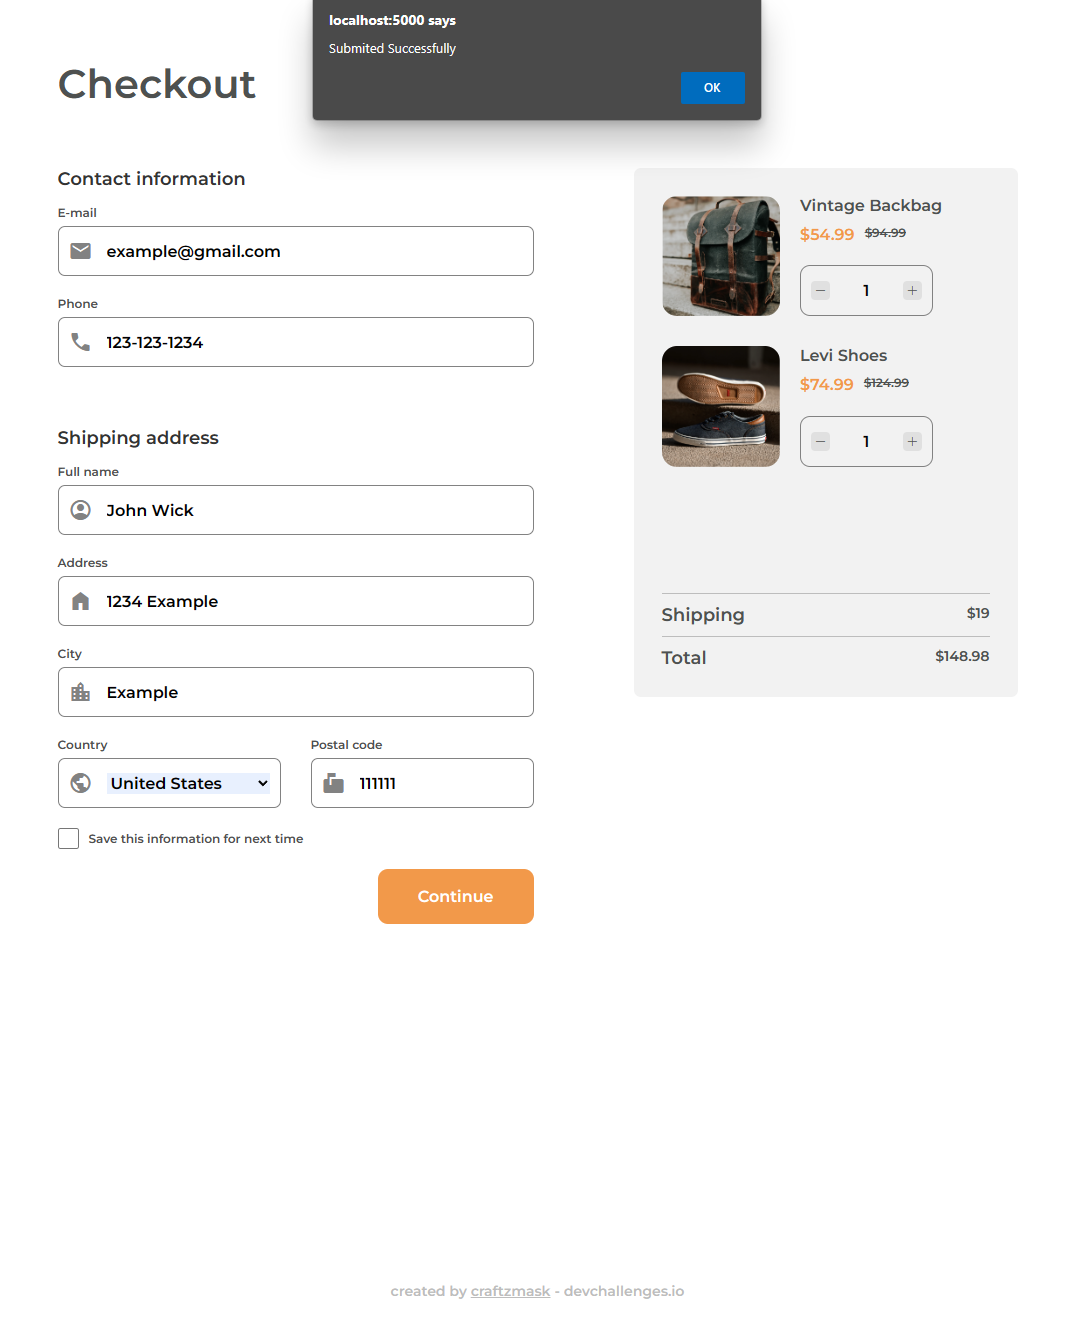 localhost:5000 says
Submited Successfully
OK
Checkout
Contact information
E-mail
example@gmail.com
Phone
123-123-1234
Shipping address
Full name
John Wick
Address
1234 Example
City
Example
Country
Postal code
United States
111111
Save this information for next time
Continue
Vintage Backbag
$54.99 $94.99
1
Levi Shoes
$74.99 $124.99
1
Shipping $19
Total $148.98
created by craftzmask - devchallenges.io